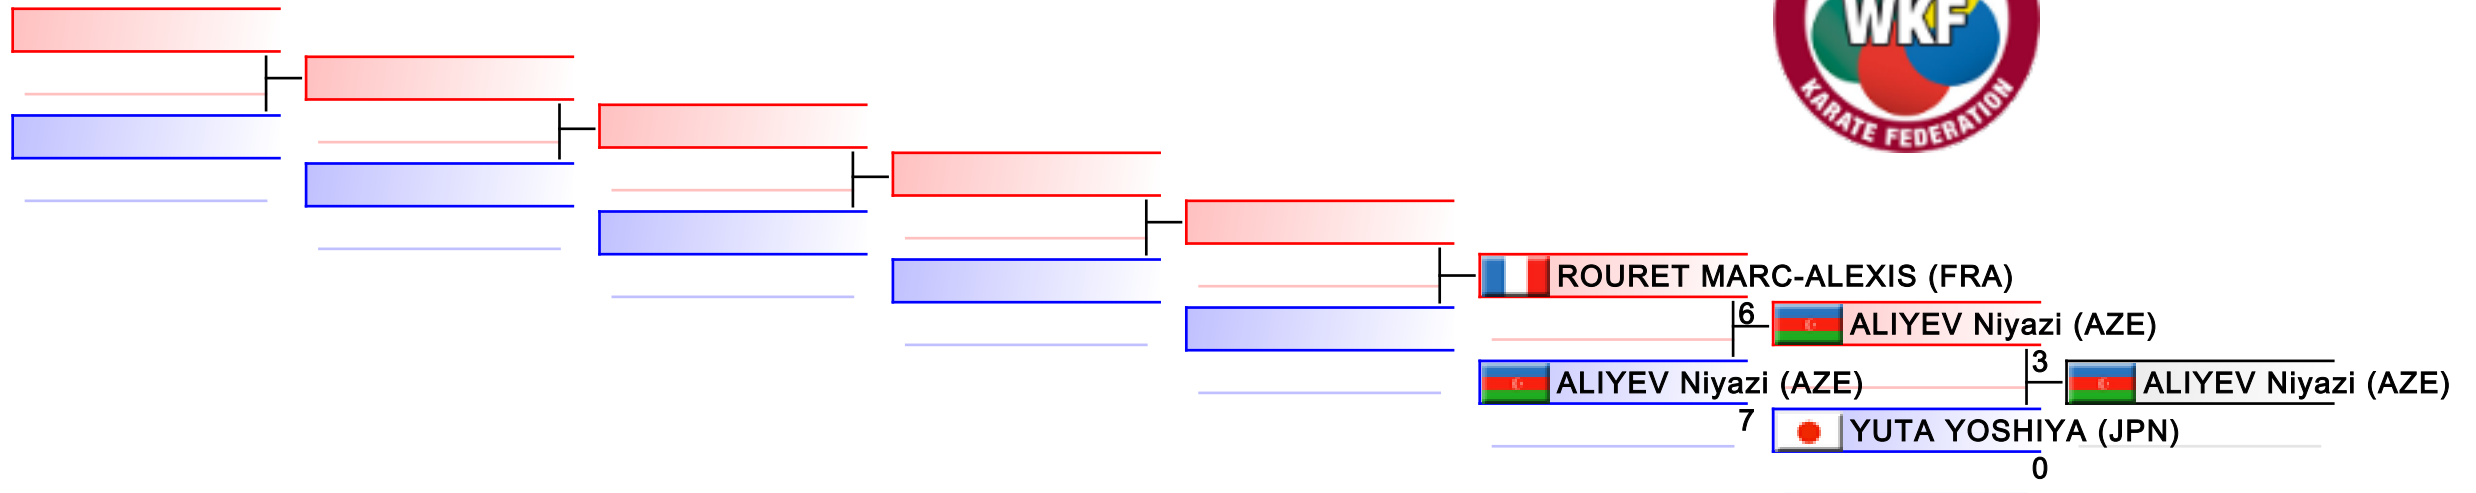 WKF
KARATE FEDERATION
ROURET MARC-ALEXIS (FRA)
6
ALIYEV Niyazi (AZE)
3
ALIYEV Niyazi (AZE)
ALIYEV Niyazi (AZE)
7
YUTA YOSHIYA (JPN)
0